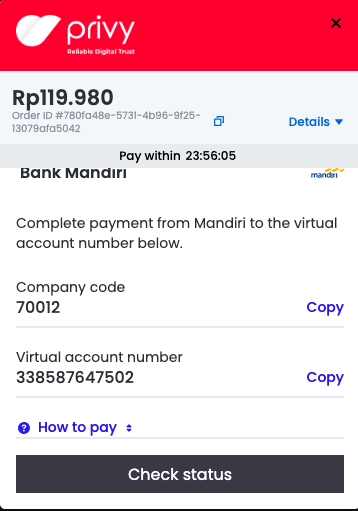 privy
Reliable Digital Trust
Rp119.980
Order ID #780fa48e-5731-4b96-9f25-
13079afa5042
Details
Pay within 23:56:05
Bank Mandiri
mandiri
Complete payment from Mandiri to the virtual
account number below.
Company code
70012
Copy
Virtual account number
338587647502
Copy
How to pay
Check status